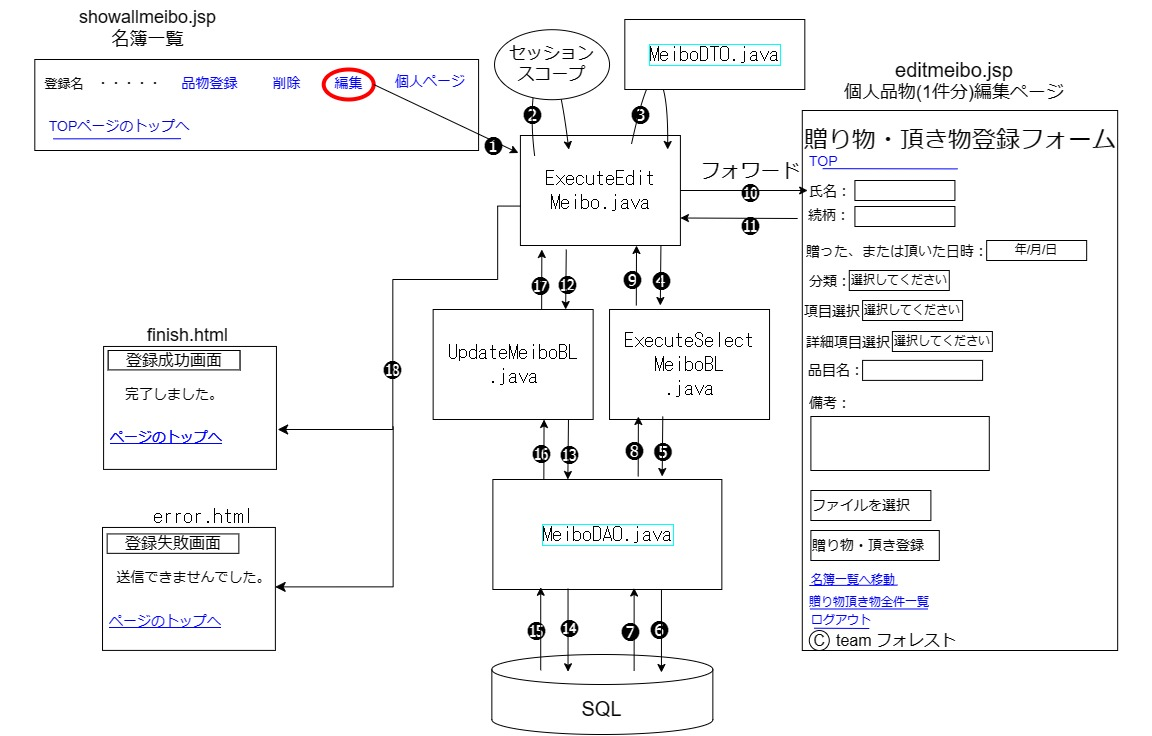 showallmeibo.jsp
名簿一覧
登録名 ・・・・・ 品物登録 削除 編集 個人ページ
TOPページのトップへ
セッション
スコープ
MeiboDTO.java
editmeibo.jsp
個人品物(1件分)編集ページ
❶
❷
❸
ExecuteEdit
Meibo.java
フォワード
❿
⓫
贈り物・頂き物登録フォーム
TOP
氏名：
続柄：
贈った、または頂いた日時： 年/月/日
分類： 選択してください
項目選択 選択してください
詳細項目選択 選択してください
品目名：
備考：
ファイルを選択
贈り物・頂き登録
名簿一覧へ移動
贈り物頂き物全件一覧
ログアウト
Ⓒ team フォレスト
⓱ ⓬ ❾ ❹
UpdateMeiboBL
.java
ExecuteSelect
MeiboBL
.java
⓲
finish.html
登録成功画面
完了しました。
ページのトップへ
⓰ ⓭ ❽ ❺
MeiboDAO.java
error.html
登録失敗画面
送信できませんでした。
ページのトップへ
⓯ ⓮ ❼ ❻
SQL